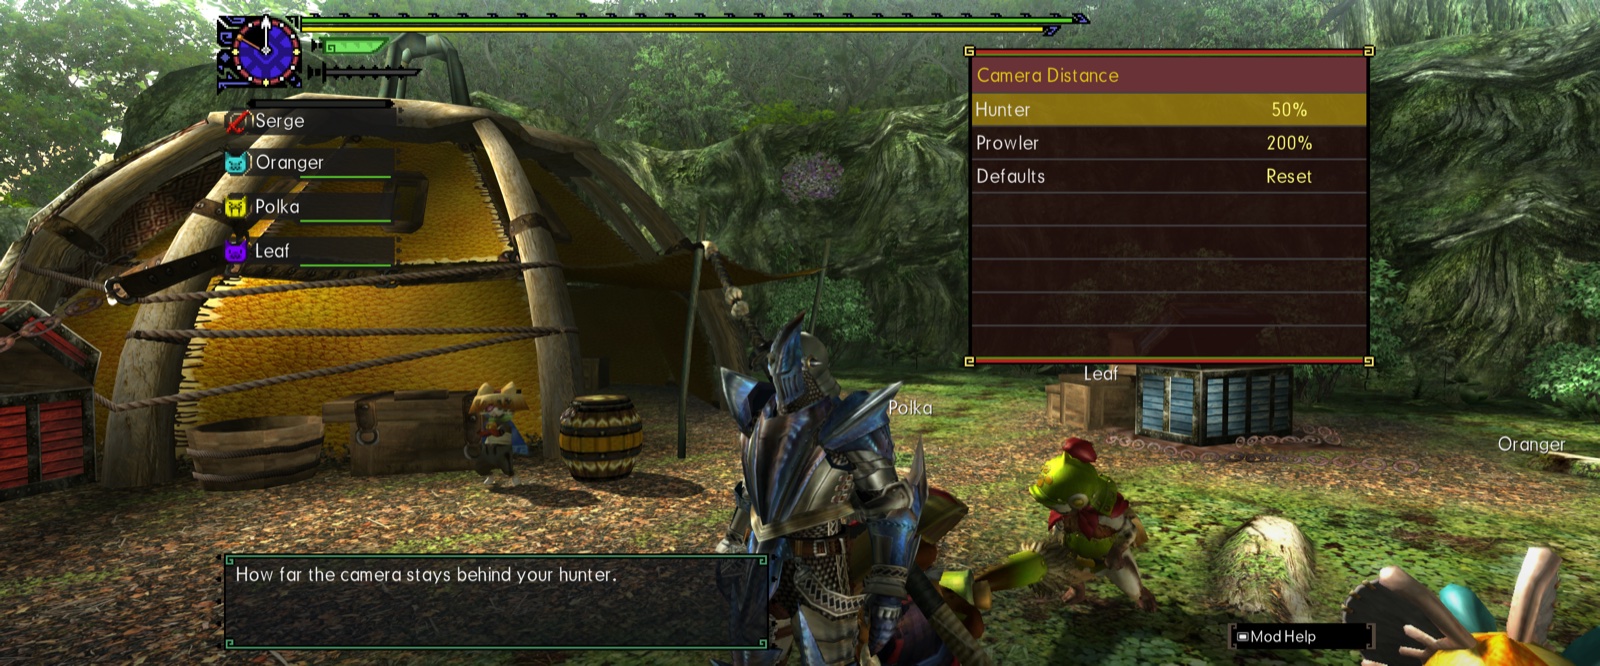 Serge
Oranger
Polka
Leaf
Camera Distance
Hunter 50%
Prowler 200%
Defaults Reset
Leaf
Polka
Oranger
How far the camera stays behind your hunter.
Mod Help